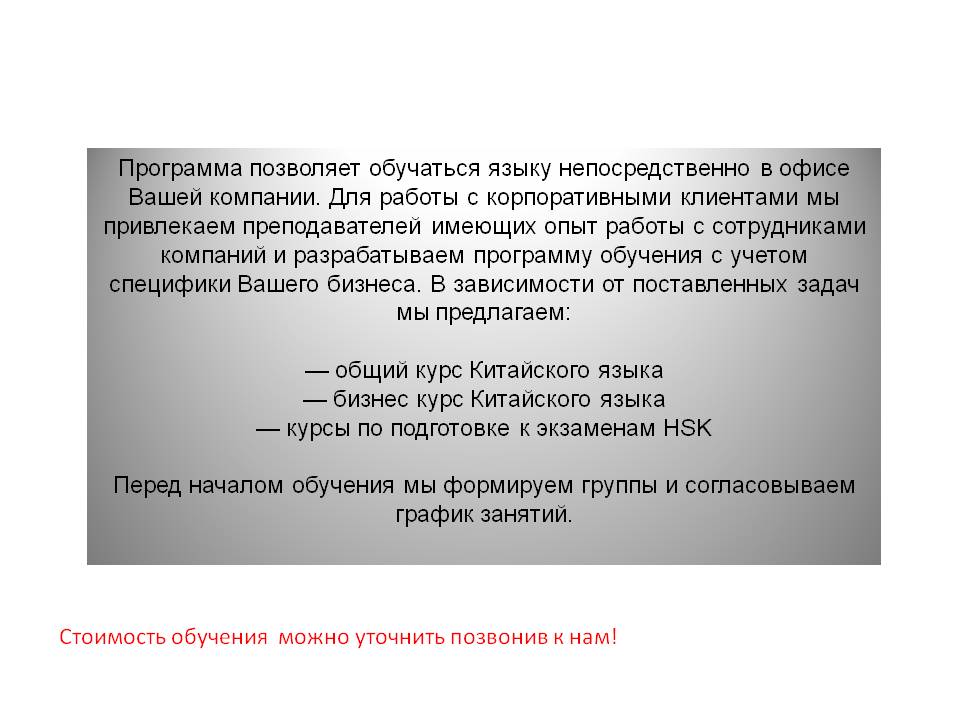 Программа позволяет обучаться языку непосредственно в офисе
Вашей компании. Для работы с корпоративными клиентами мы
привлекаем преподавателей имеющих опыт работы с сотрудниками
компаний и разрабатываем программу обучения с учетом
специфики Вашего бизнеса. В зависимости от поставленных задач
мы предлагаем:
— общий курс Китайского языка
— бизнес курс Китайского языка
— курсы по подготовке к экзаменам HSK
Перед началом обучения мы формируем группы и согласовываем
график занятий.
Стоимость обучения можно уточнить позвонив к нам!